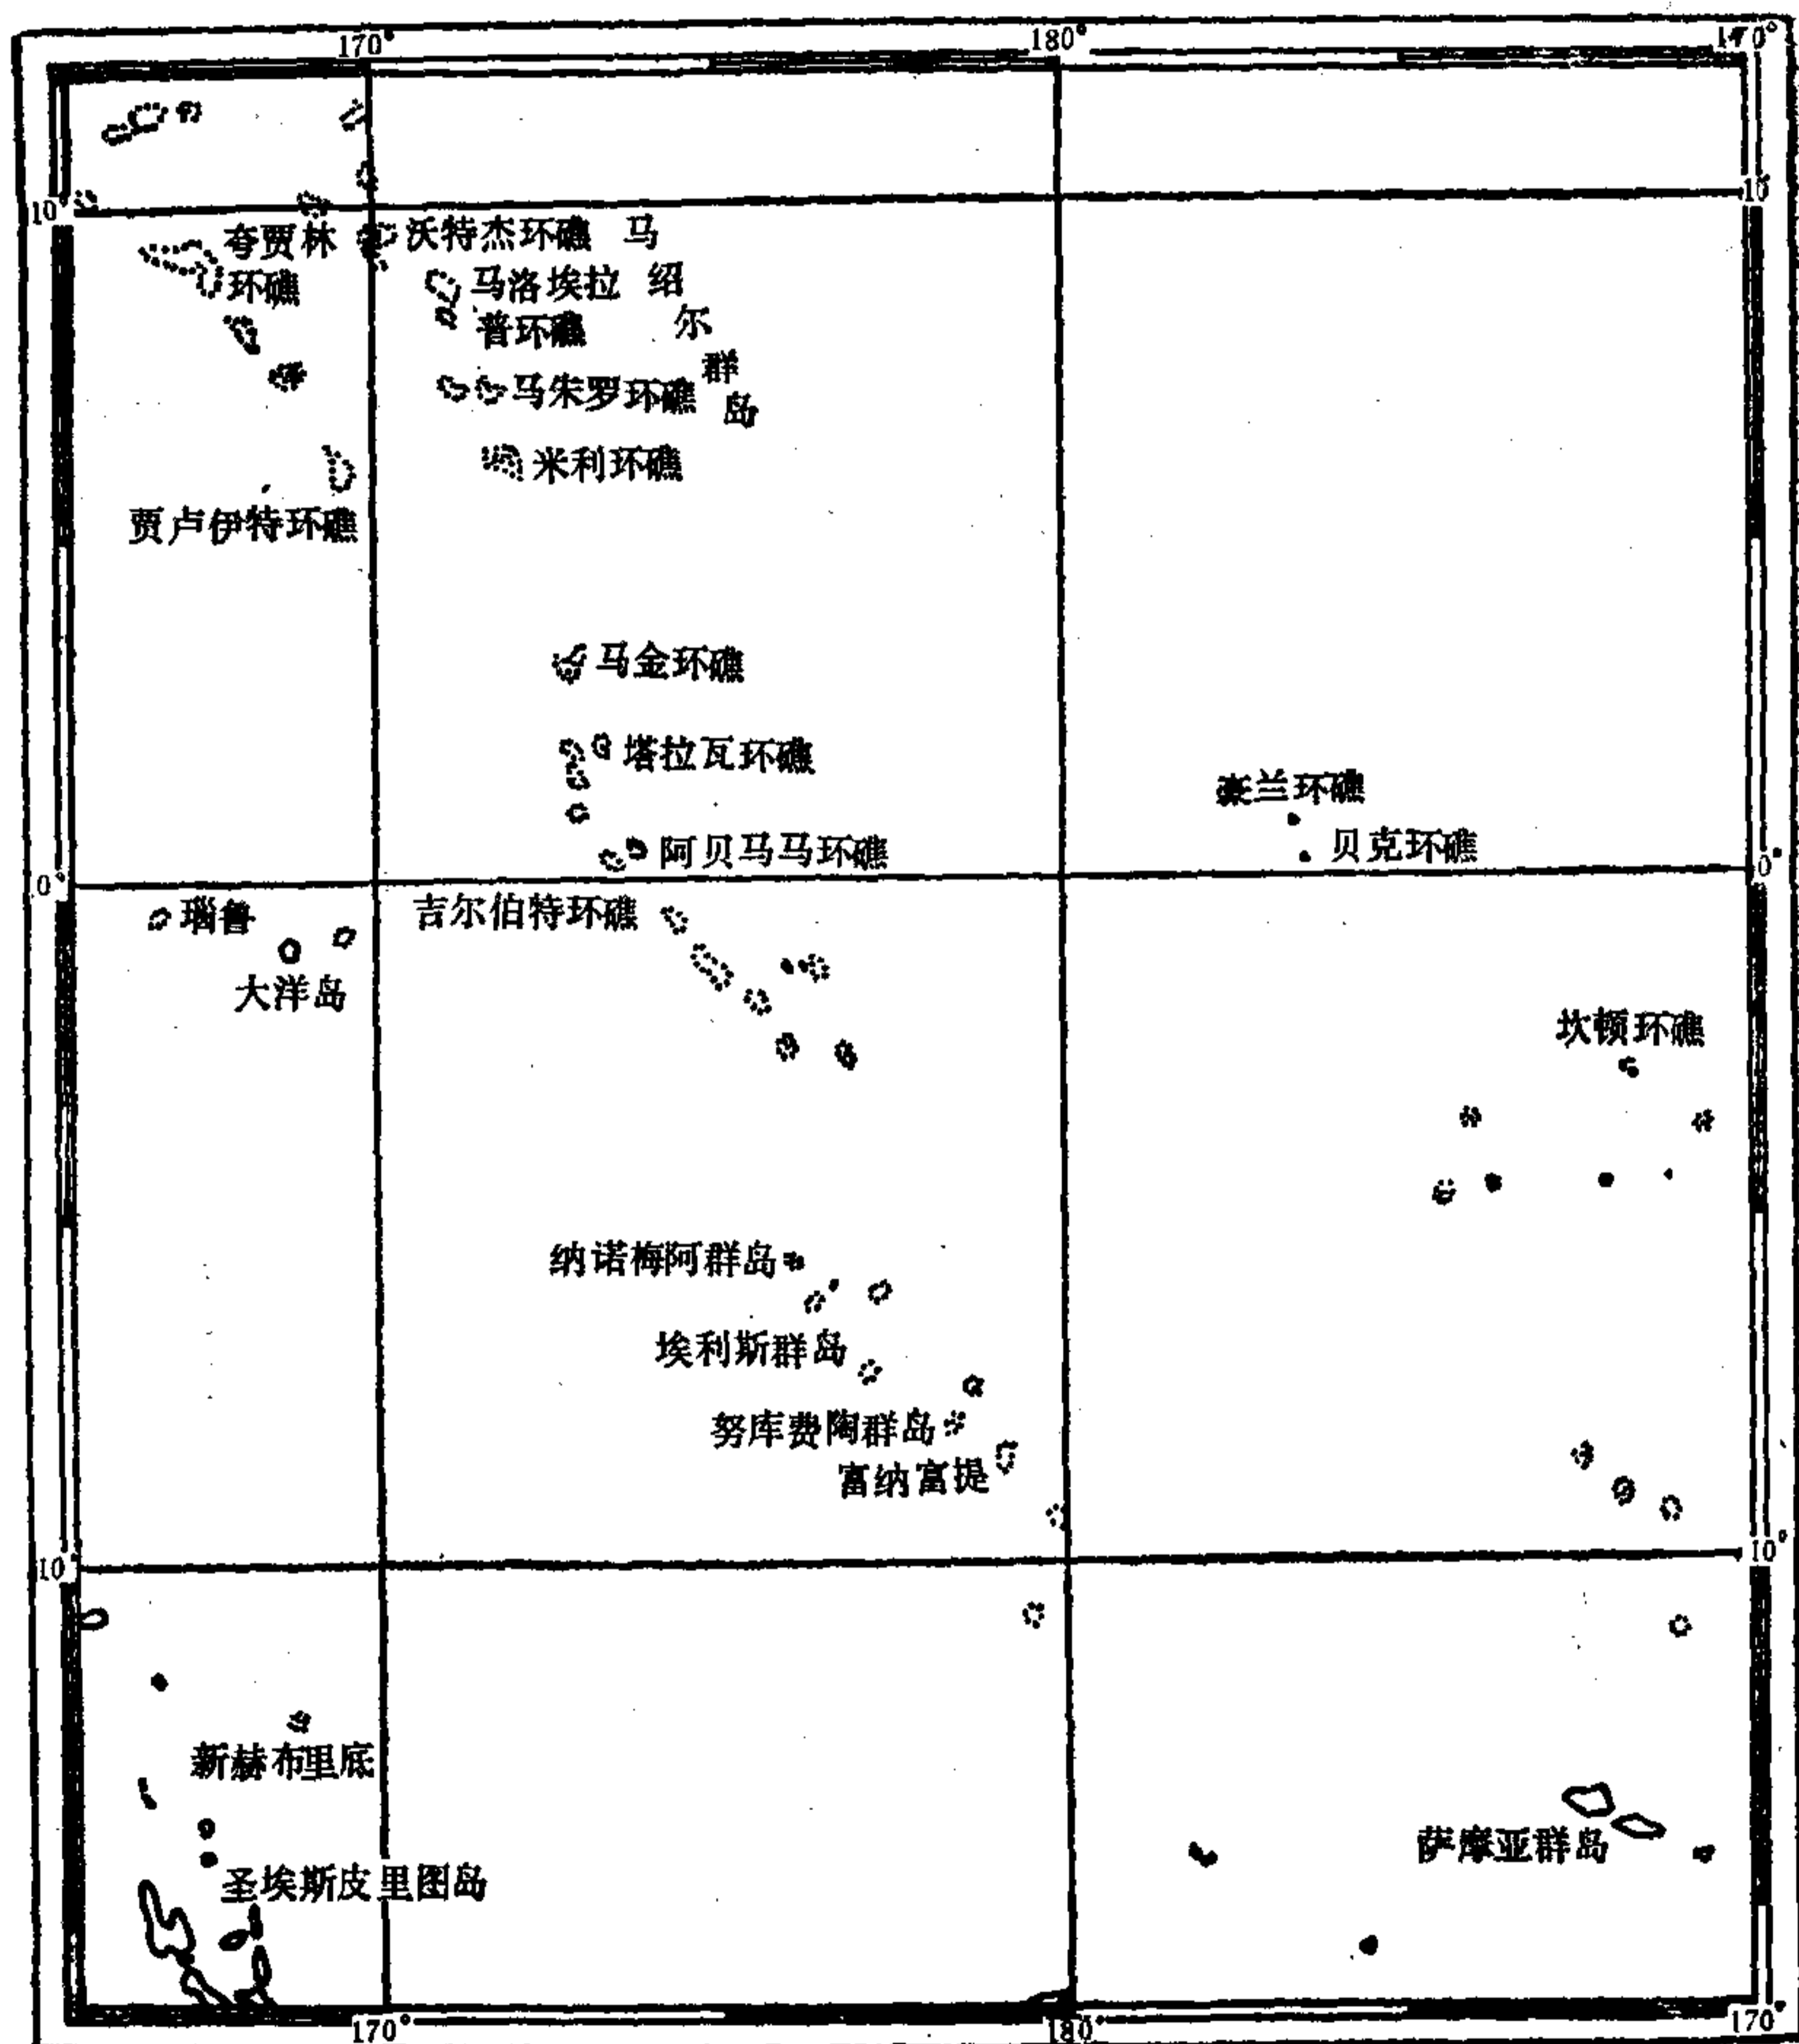 170°
180°
170°
10°
10
夸贾林
环礁
沃特杰环礁
马绍尔群岛
马洛埃拉
普环礁
马朱罗环礁
米利环礁
贾卢伊特环礁
马金环礁
塔拉瓦环礁
豪兰环礁
阿贝马马环礁
贝克环礁
0°
0°
瑙鲁
吉尔伯特环礁
大洋岛
坎顿环礁
纳诺梅阿群岛
埃利斯群岛
努库费陶群岛
富纳富提
10
10°
新赫布里底
萨摩亚群岛
圣埃斯皮里图岛
170°
180°
170°